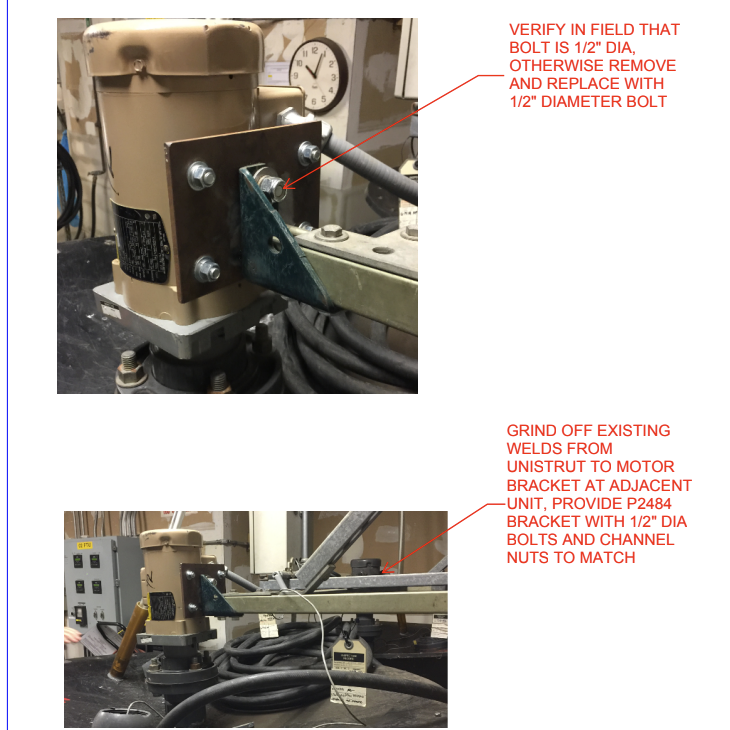 VERIFY IN FIELD THAT
BOLT IS 1/2" DIA,
OTHERWISE REMOVE
AND REPLACE WITH
1/2" DIAMETER BOLT
GRIND OFF EXISTING
WELDS FROM
UNISTRUT TO MOTOR
BRACKET AT ADJACENT
UNIT, PROVIDE P2484
BRACKET WITH 1/2" DIA
BOLTS AND CHANNEL
NUTS TO MATCH